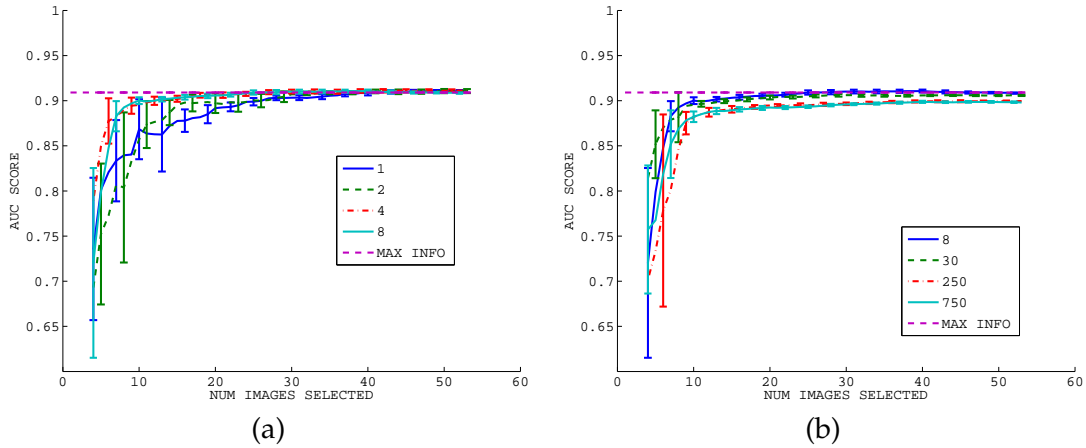 1
0.95
0.9
0.85
0.8
0.75
0.7
0.65
AUC SCORE
0 10 20 30 40 50 60
NUM IMAGES SELECTED
1
2
4
8
MAX INFO
(a)
1
0.95
0.9
0.85
0.8
0.75
0.7
0.65
AUC SCORE
0 10 20 30 40 50 60
NUM IMAGES SELECTED
8
30
250
750
MAX INFO
(b)